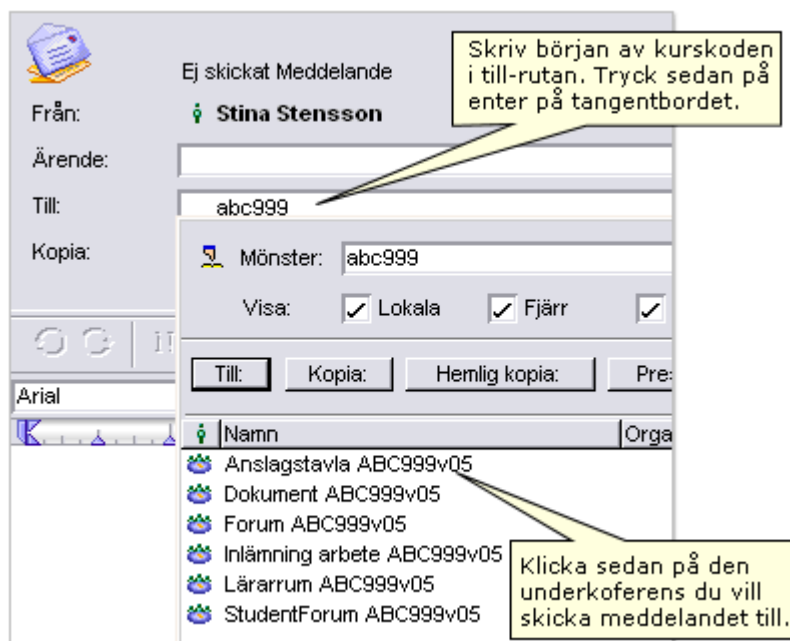 Skriv början av kurskoden
i till-rutan. Tryck sedan på
enter på tangentbordet.
Ej skickat Meddelande
Från: Stina Stensson
Ärende:
Till: abc999
Kopia:
Mönster: abc999
Visa: Lokala Fjärr
Till: Kopia: Hemlig kopia: Pre
Arial
Namn Orga
Anslagstavla ABC999v05
Dokument ABC999v05
Forum ABC999v05
Inlämning arbete ABC999v05
Lärarrum ABC999v05
StudentForum ABC999v05
Klicka sedan på den
underkoferens du vill
skicka meddelandet till.